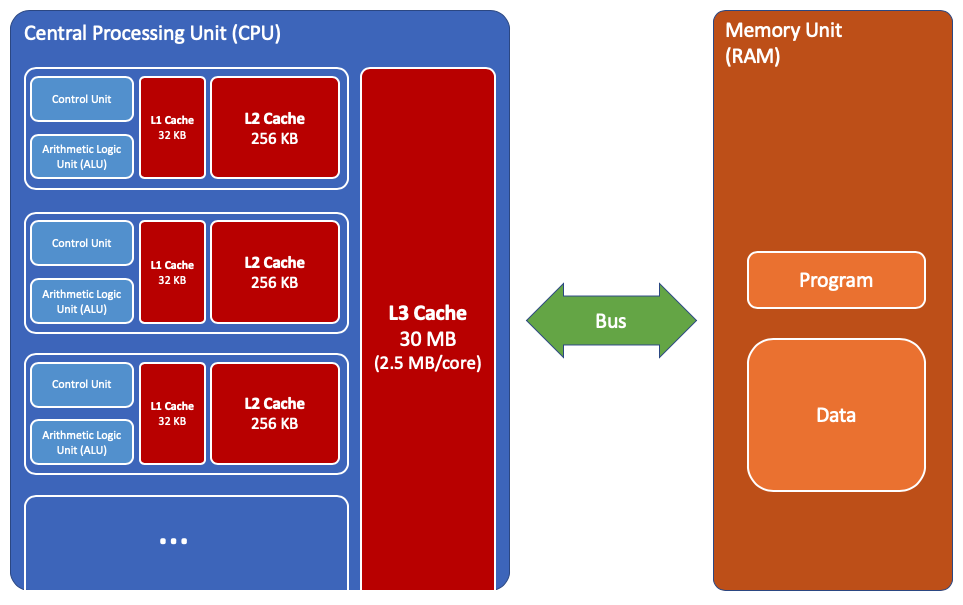 Central Processing Unit (CPU)
Control Unit
Arithmetic Logic
Unit (ALU)
L1 Cache
32 KB
L2 Cache
256 KB
Control Unit
Arithmetic Logic
Unit (ALU)
L1 Cache
32 KB
L2 Cache
256 KB
Control Unit
Arithmetic Logic
Unit (ALU)
L1 Cache
32 KB
L2 Cache
256 KB
...
L3 Cache
30 MB
(2.5 MB/core)
Bus
Memory Unit
(RAM)
Program
Data